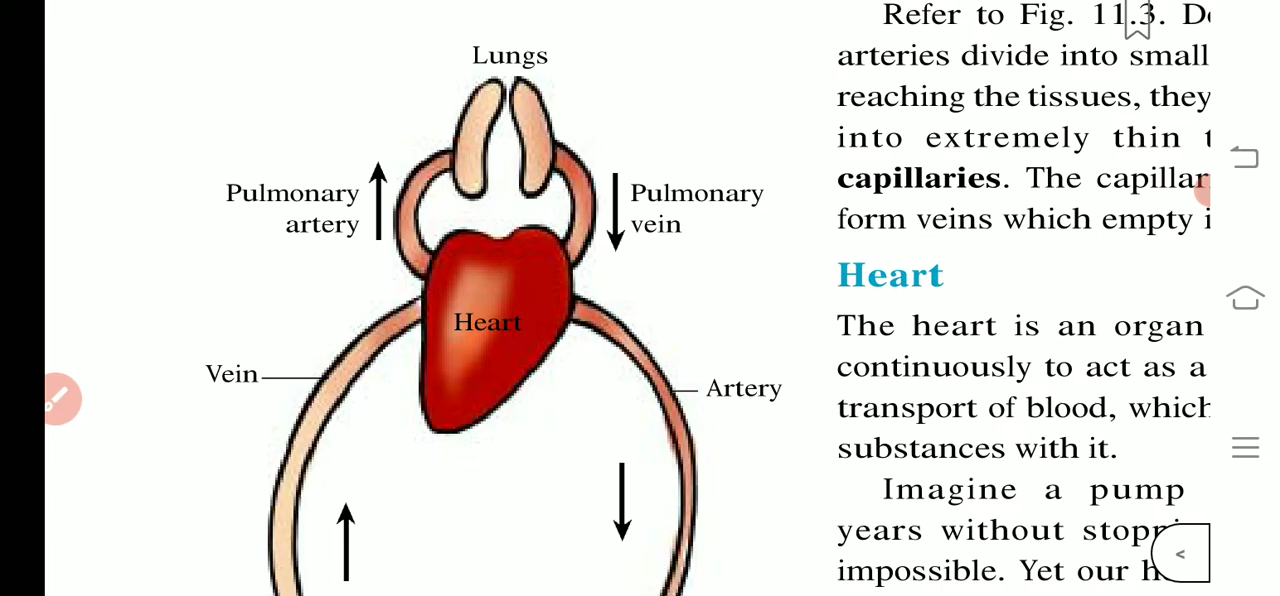 Lungs
Pulmonary
artery
Pulmonary
vein
Heart
Vein
Artery
Refer to Fig. 11.3.
arteries divide into small
reaching the tissues, they
into extremely thin
capillaries. The
form veins which empty
Heart
The heart is an organ
continuously to act as a
transport of blood, which
substances with it.
Imagine a pump
years without
impossible. Yet our